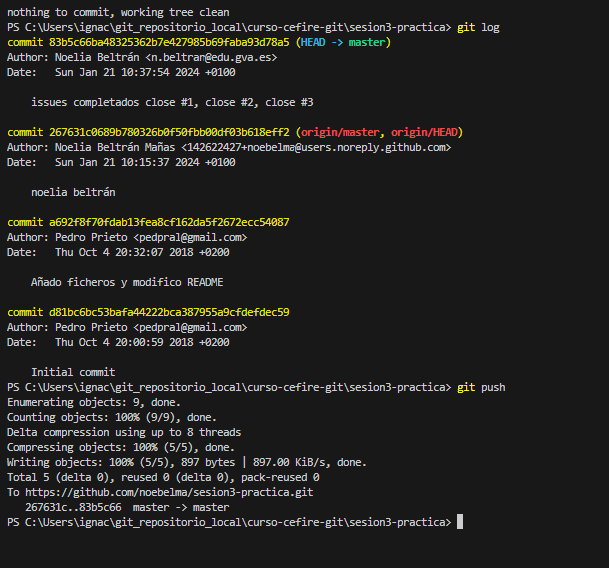 nothing to commit, working tree clean
PS C:\Users\ignac\git_repositorio_local\curso-cefire-git\sesion3-practica> git log
commit 83b5c66ba48325362b7e427985b69faba93d78a5 (HEAD -> master)
Author: Noelia Beltrán <n.beltran@edu.gva.es>
Date:   Sun Jan 21 10:37:54 2024 +0100
issues completados close #1, close #2, close #3
commit 267631c0689b780326b0f50fbb00df03b618eff2 (origin/master, origin/HEAD)
Author: Noelia Beltrán Mañas <142622427+noebelma@users.noreply.github.com>
Date:   Sun Jan 21 10:15:37 2024 +0100
noelia beltrán
commit a692f8f70fdab13fea8cf162da5f2672ecc54087
Author: Pedro Prieto <pedpral@gmail.com>
Date:   Thu Oct 4 20:32:07 2018 +0200
Añado ficheros y modifico README
commit d81bc6bc53bafa44222bca387955a9cfdefdec59
Author: Pedro Prieto <pedpral@gmail.com>
Date:   Thu Oct 4 20:00:59 2018 +0200
Initial commit
PS C:\Users\ignac\git_repositorio_local\curso-cefire-git\sesion3-practica> git push
Enumerating objects: 9, done.
Counting objects: 100% (9/9), done.
Delta compression using up to 8 threads
Compressing objects: 100% (5/5), done.
Writing objects: 100% (5/5), 897 bytes | 897.00 KiB/s, done.
Total 5 (delta 0), reused 0 (delta 0), pack-reused 0
To https://github.com/noebelma/sesion3-practica.git
267631c..83b5c66  master -> master
PS C:\Users\ignac\git_repositorio_local\curso-cefire-git\sesion3-practica>